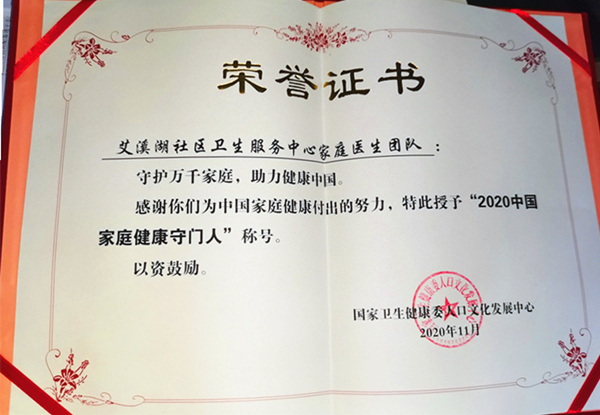 荣誉证书
艾溪湖社区卫生服务中心家庭医生团队：
守护万千家庭，助力健康中国。
感谢你们为中国家庭健康付出的努力，特此授予“2020中国
家庭健康守门人”称号。
以资鼓励。
国家卫生健康委人口文化发展中心
2020年11月